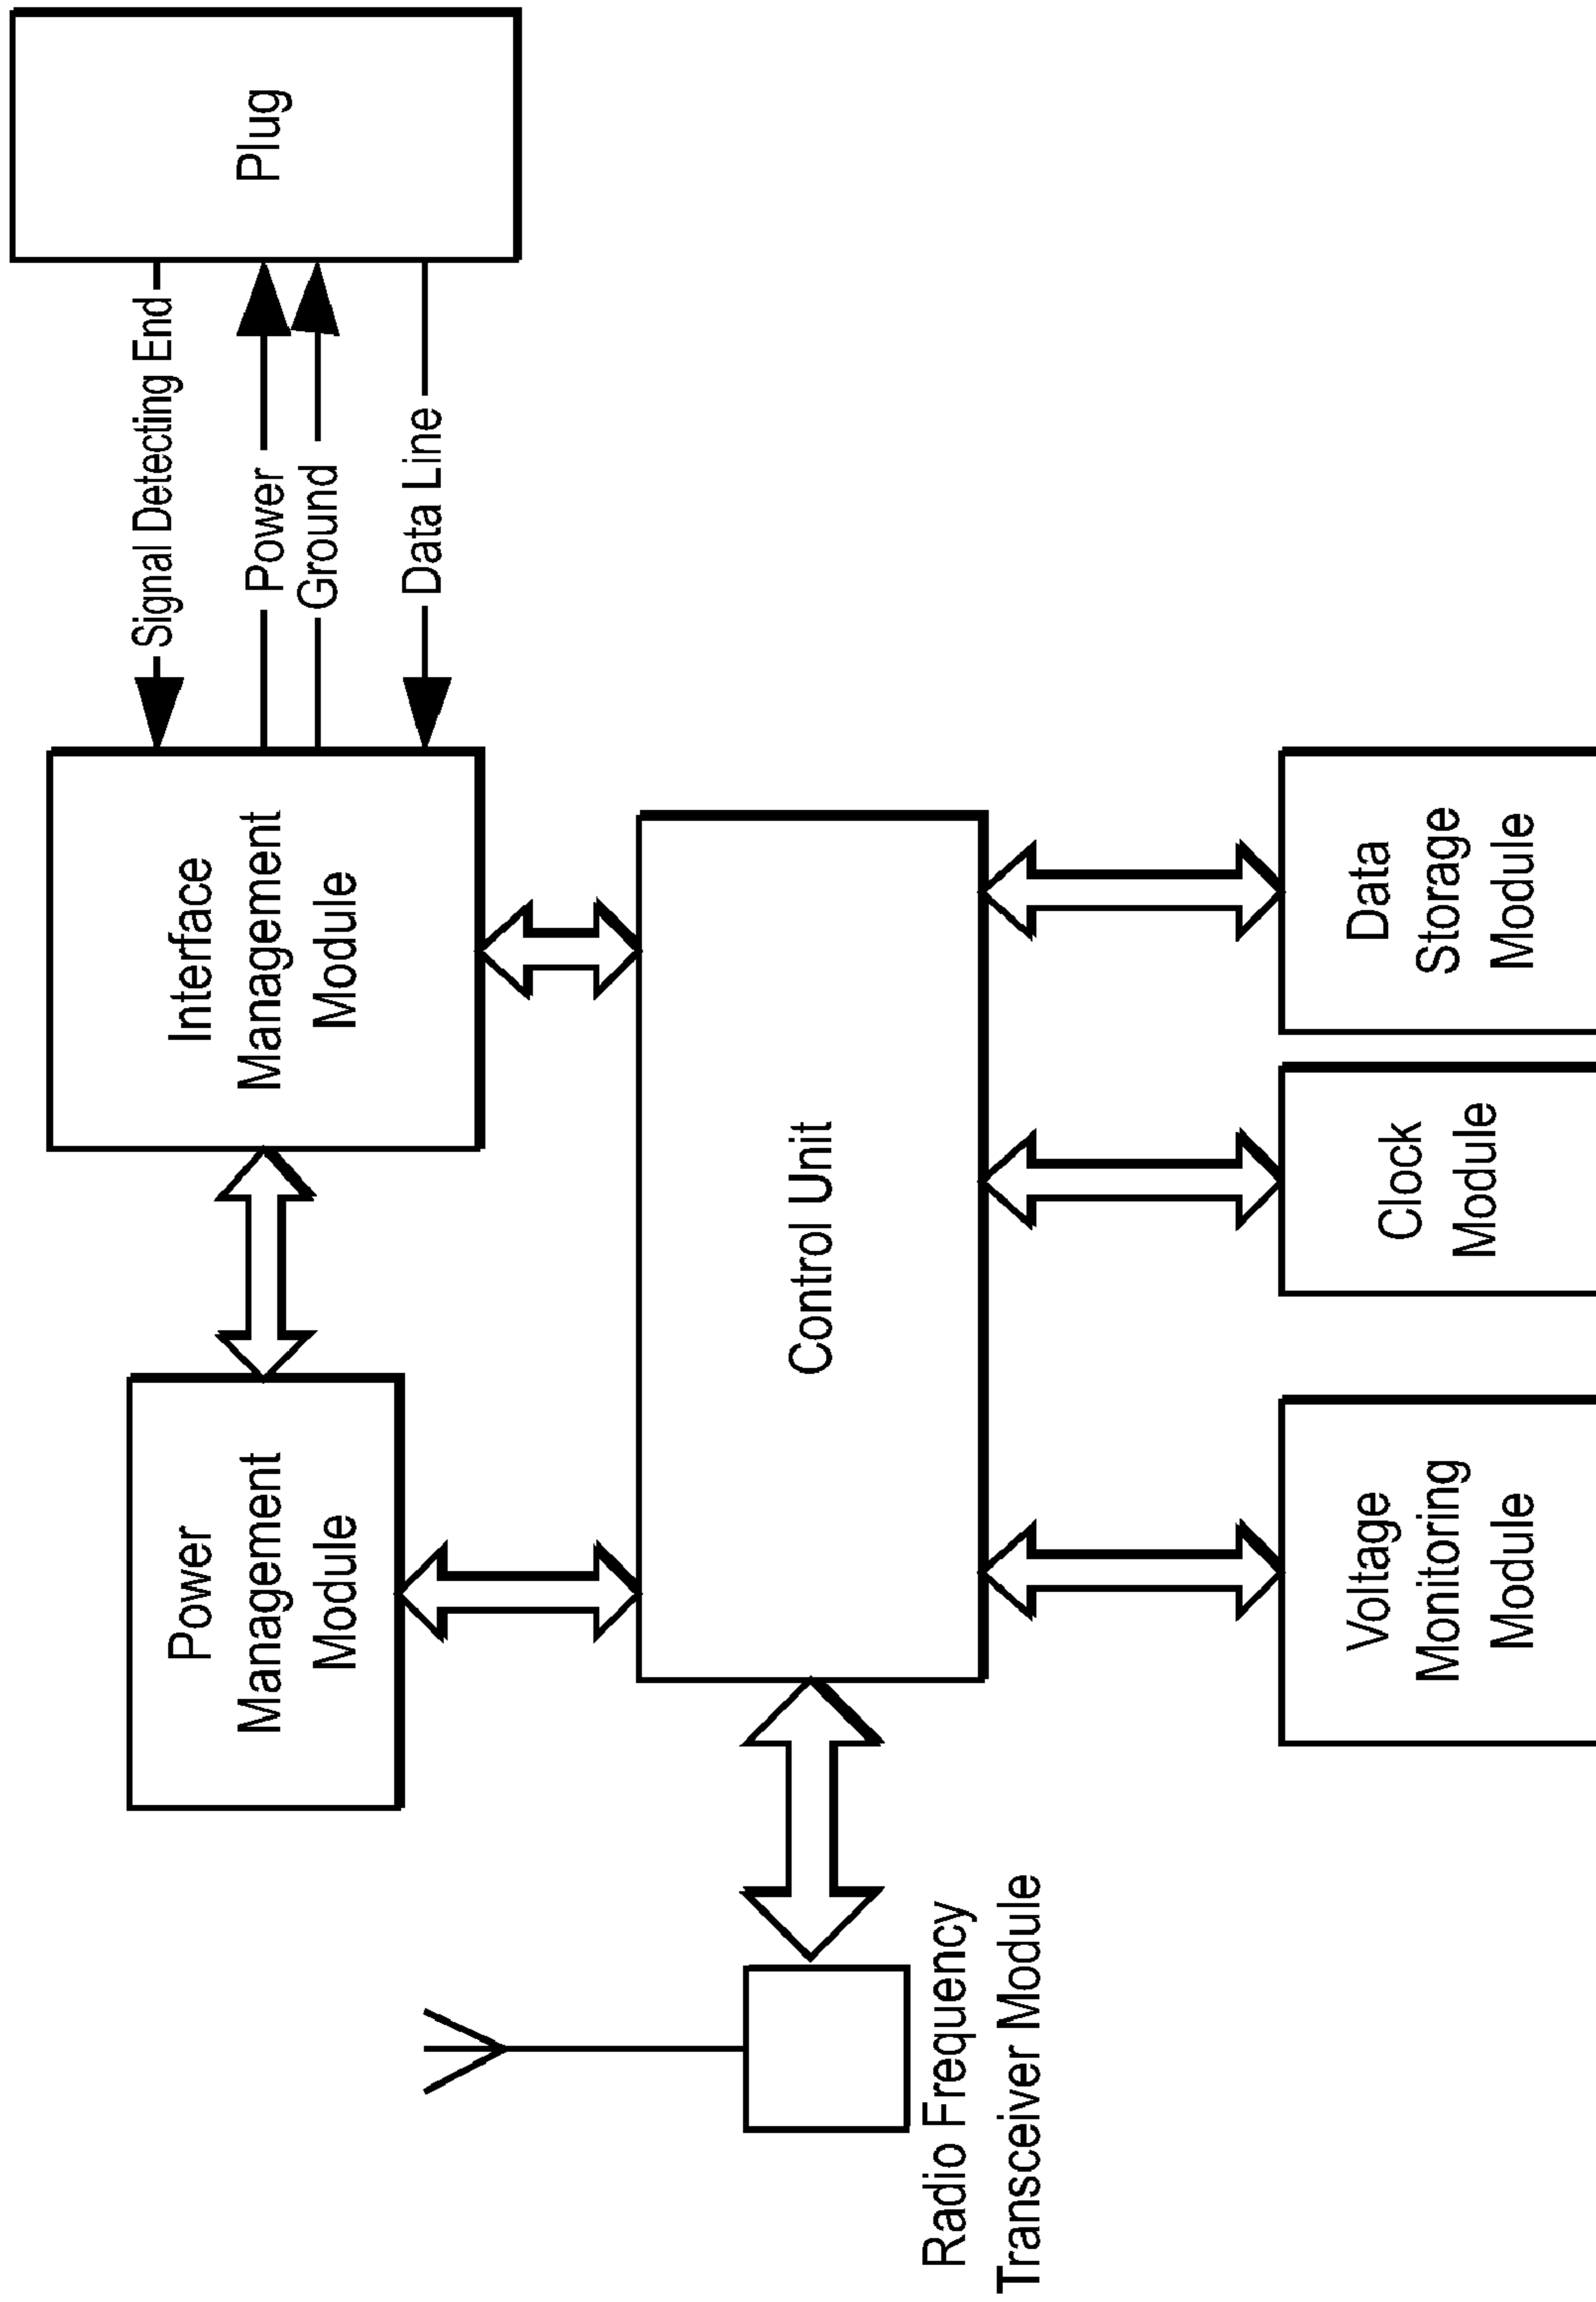 Power
Management
Module
Interface
Management
Module
Signal Detecting End
Power
Ground
Data Line
Plug
Control Unit
Radio Frequency
Transceiver Module
Voltage
Monitoring
Module
Clock
Module
Data
Storage
Module